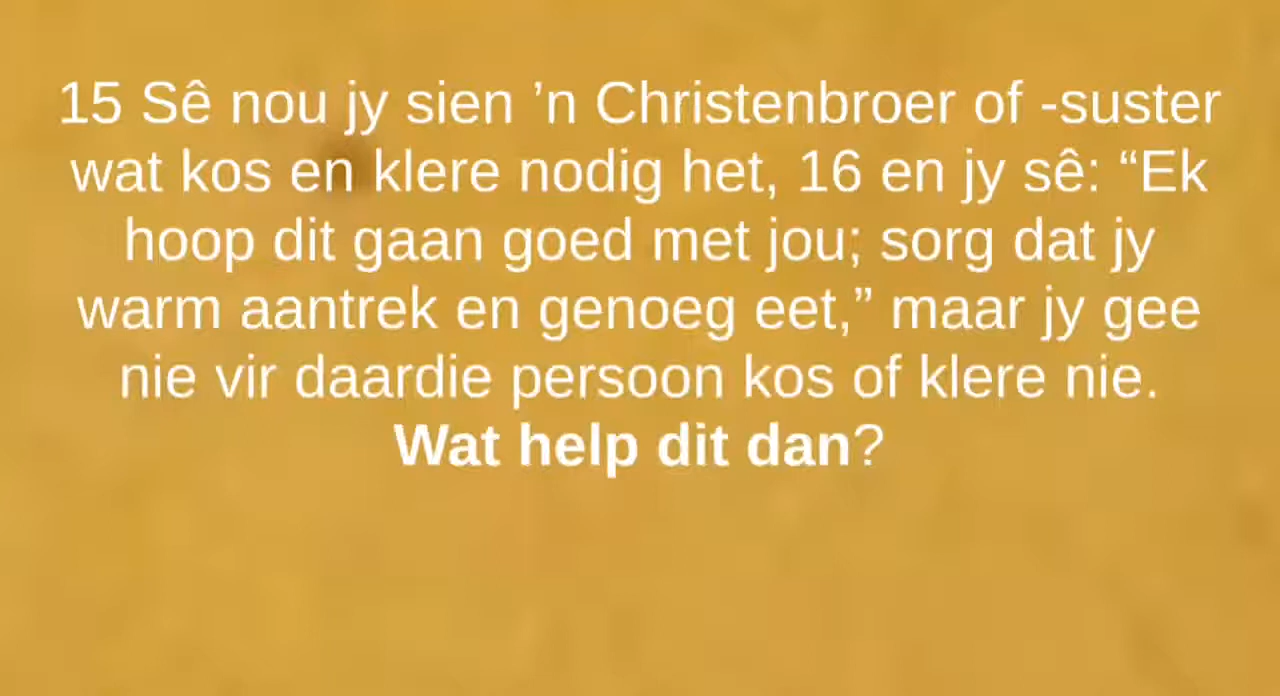 15 Sê nou jy sien ’n Christenbroer of -suster
wat kos en klere nodig het, 16 en jy sê: “Ek
hoop dit gaan goed met jou; sorg dat jy
warm aantrek en genoeg eet,” maar jy gee
nie vir daardie persoon kos of klere nie.
Wat help dit dan?